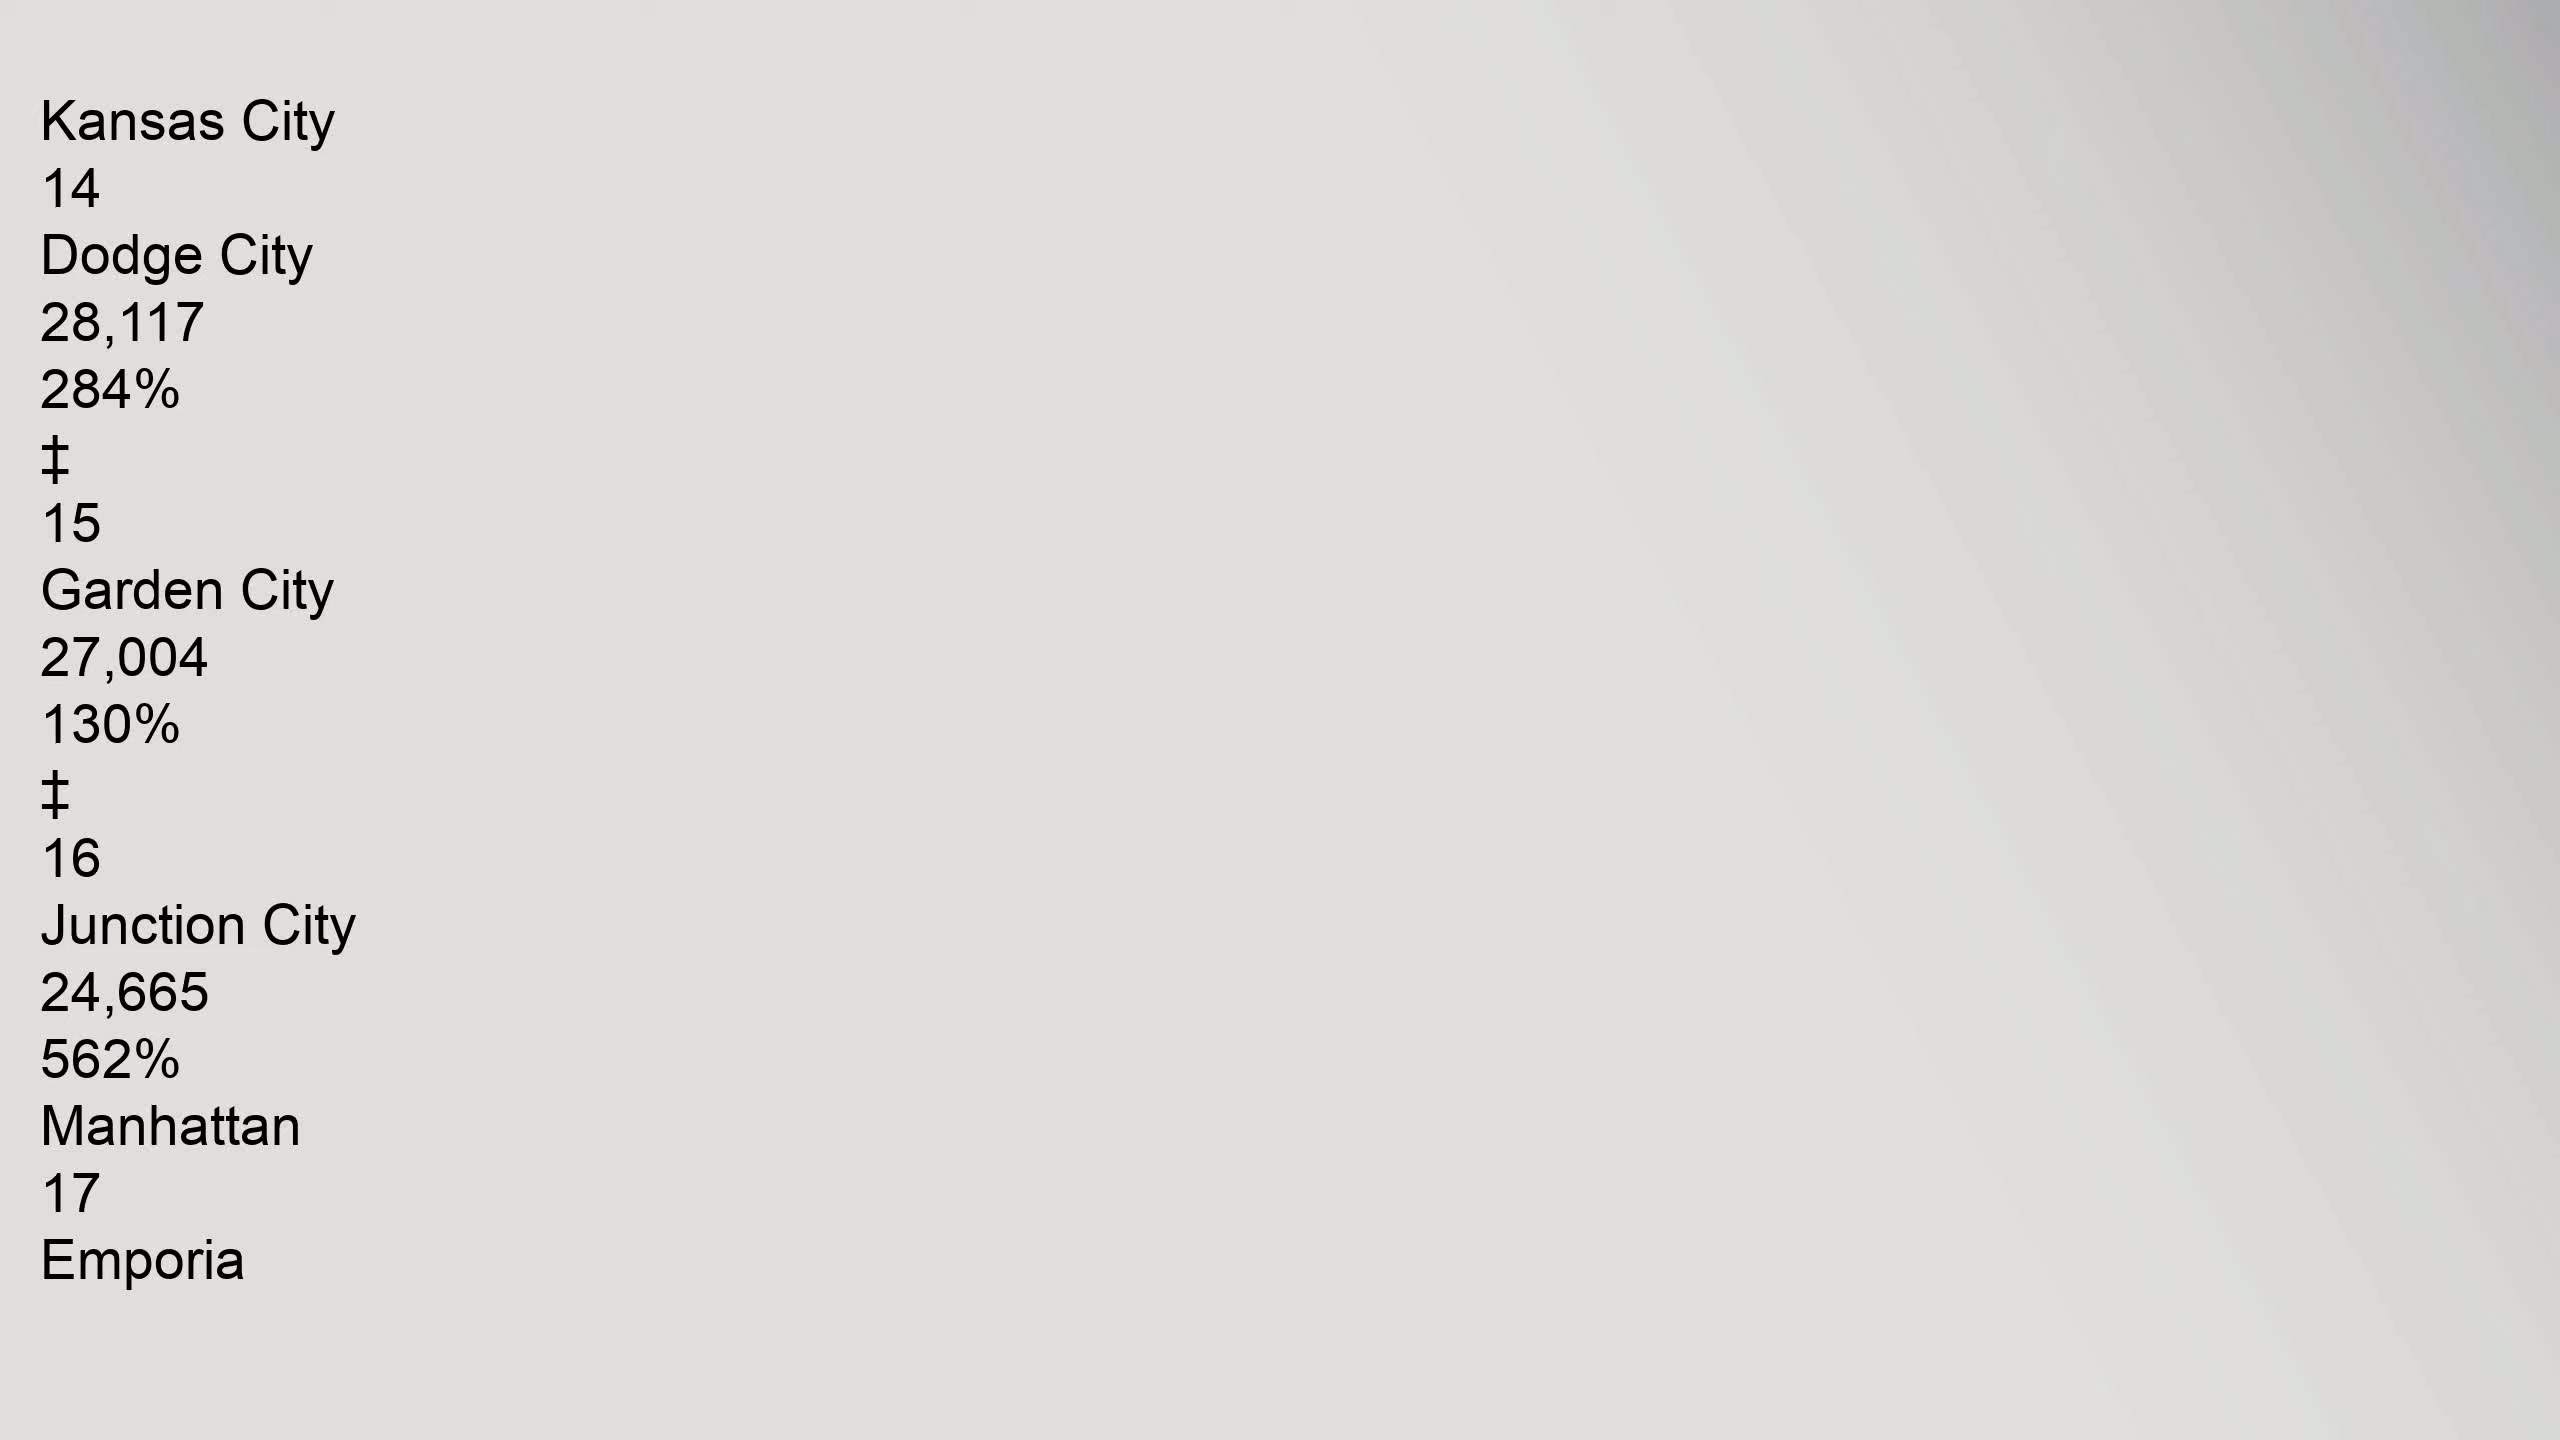 Kansas City
14
Dodge City
28,117
284%
‡
15
Garden City
27,004
130%
‡
16
Junction City
24,665
562%
Manhattan
17
Emporia